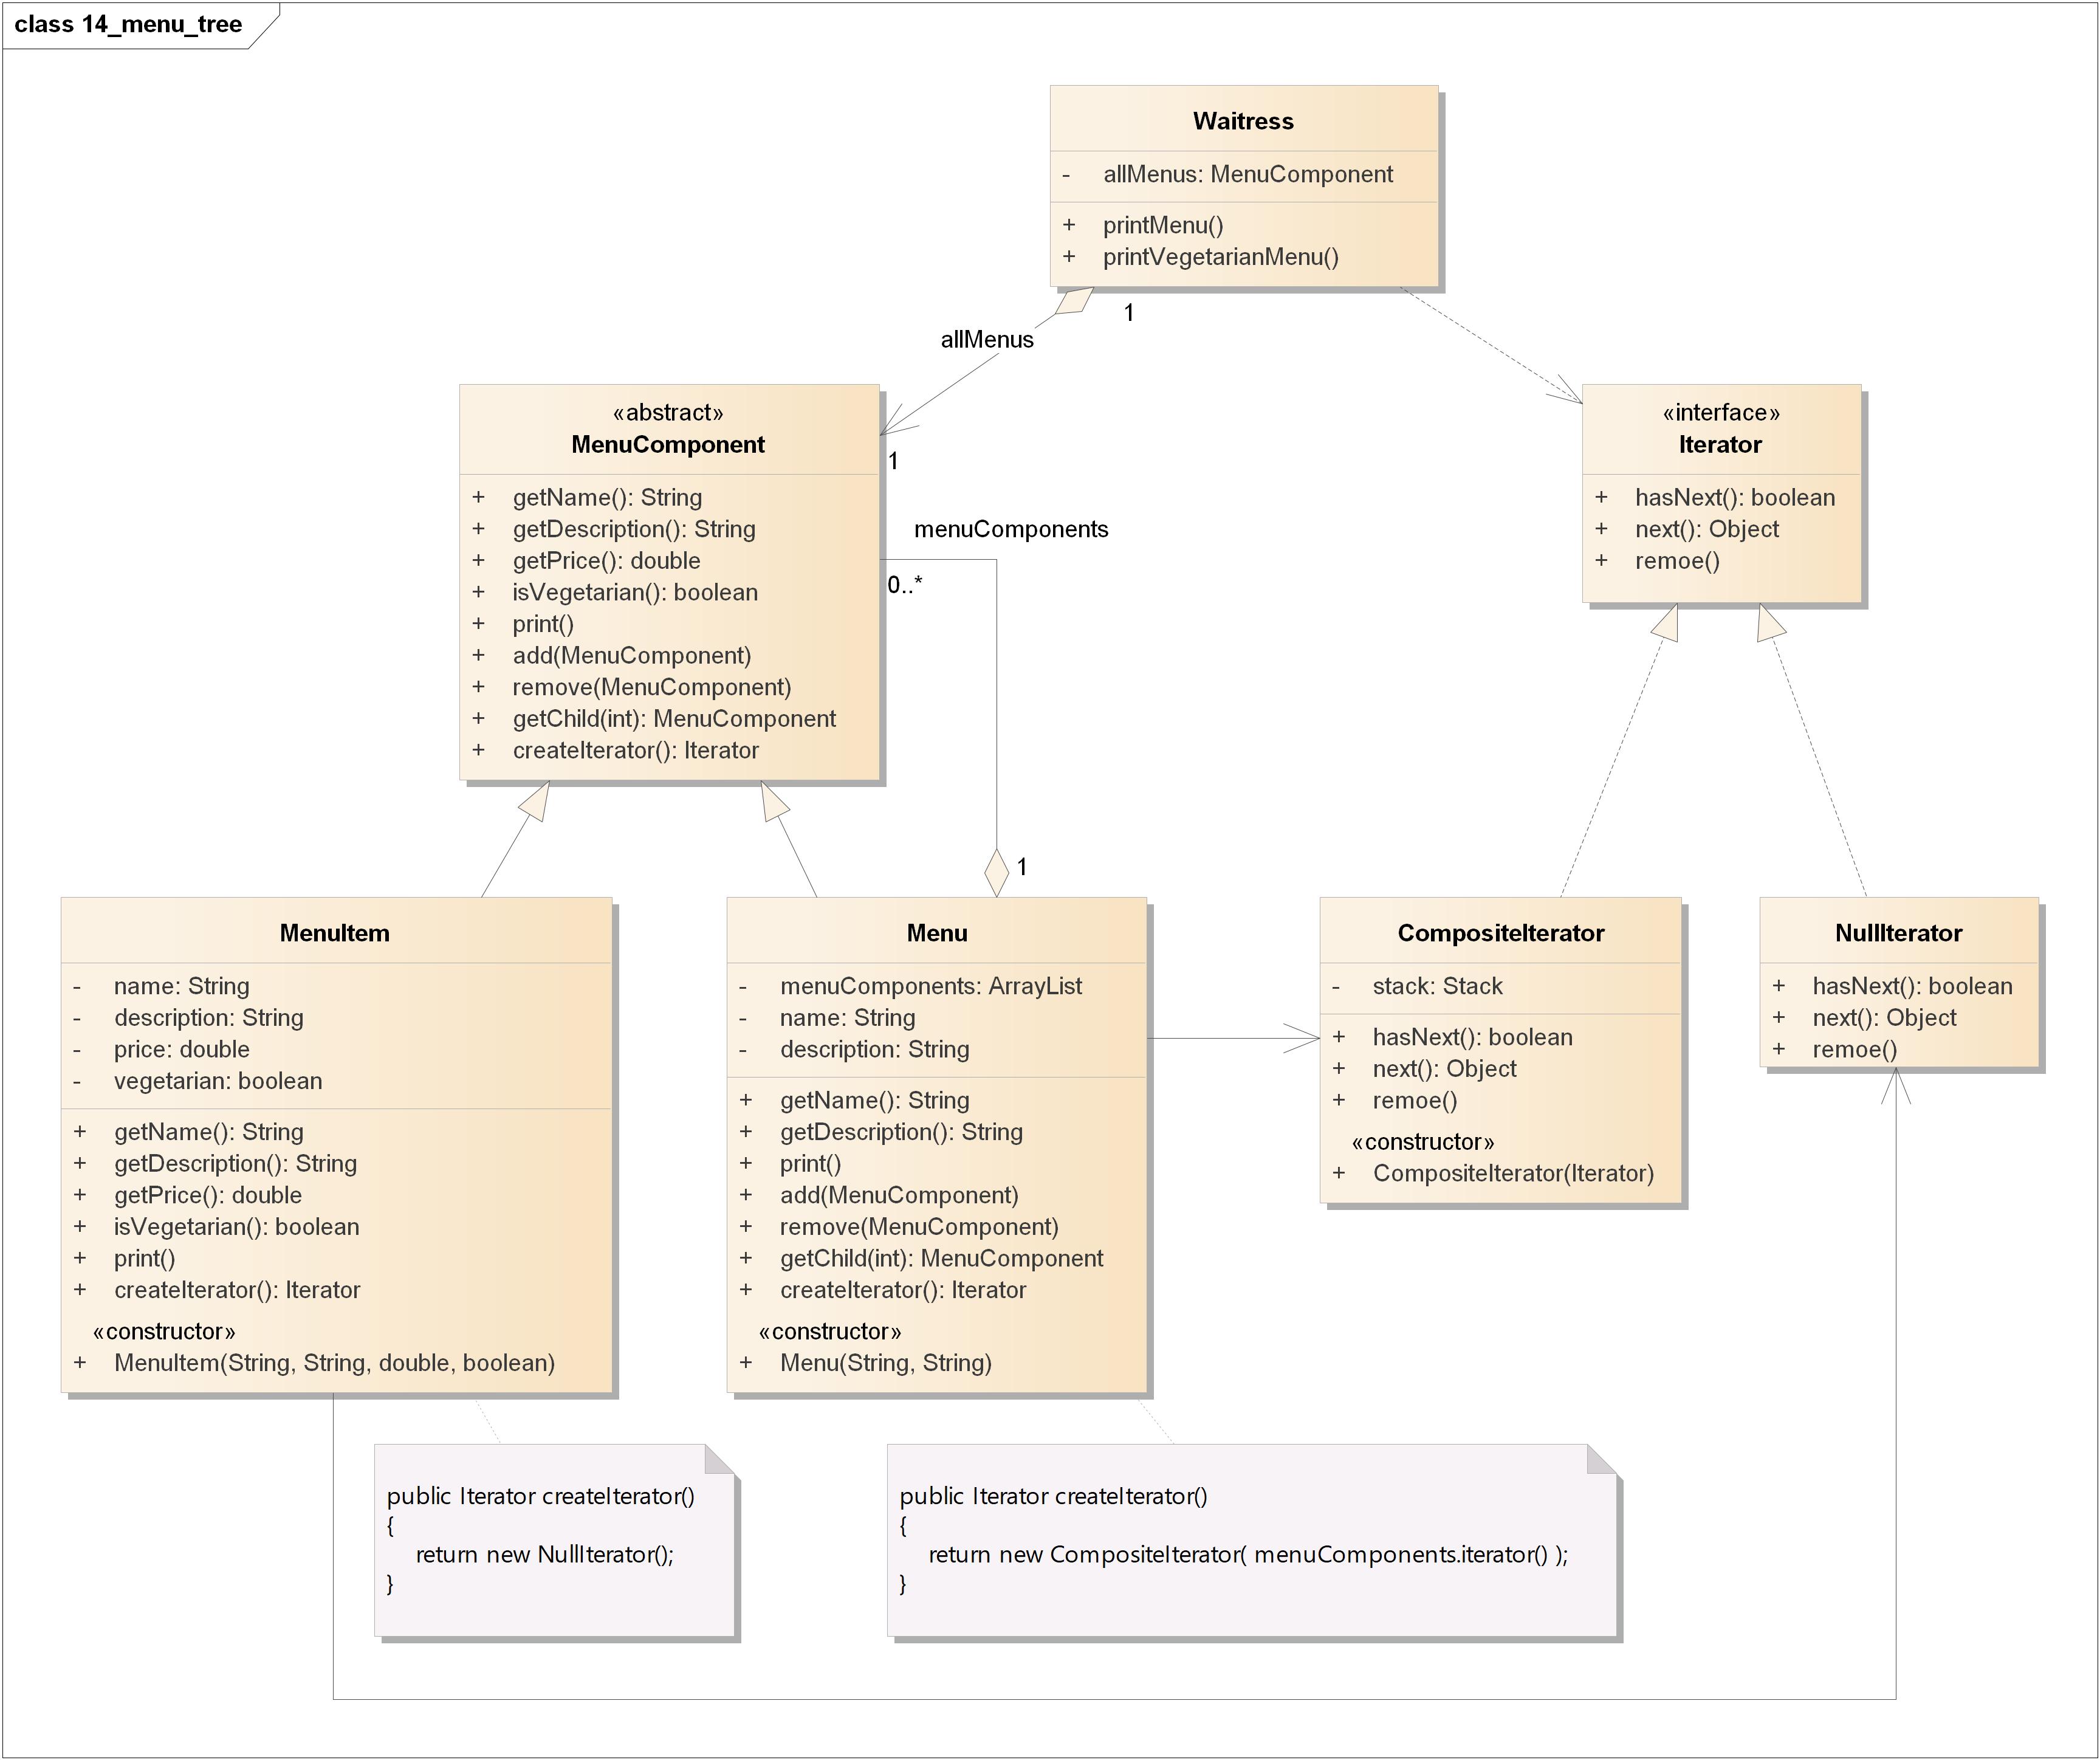 class 14_menu_tree
Waitress
- allMenus: MenuComponent
+ printMenu()
+ printVegetarianMenu()
1
allMenus
«abstract»
MenuComponent
+ getName(): String
+ getDescription(): String
+ getPrice(): double
+ isVegetarian(): boolean
+ print()
+ add(MenuComponent)
+ remove(MenuComponent)
+ getChild(int): MenuComponent
+ createIterator(): Iterator
1
menuComponents
0..*
1
«interface»
Iterator
+ hasNext(): boolean
+ next(): Object
+ remoe()
MenuItem
- name: String
- description: String
- price: double
- vegetarian: boolean
+ getName(): String
+ getDescription(): String
+ getPrice(): double
+ isVegetarian(): boolean
+ print()
+ createIterator(): Iterator
«constructor»
+ MenuItem(String, String, double, boolean)
Menu
- menuComponents: ArrayList
- name: String
- description: String
+ getName(): String
+ getDescription(): String
+ print()
+ add(MenuComponent)
+ remove(MenuComponent)
+ getChild(int): MenuComponent
+ createIterator(): Iterator
«constructor»
+ Menu(String, String)
CompositeIterator
- stack: Stack
+ hasNext(): boolean
+ next(): Object
+ remoe()
«constructor»
+ CompositeIterator(Iterator)
NullIterator
+ hasNext(): boolean
+ next(): Object
+ remoe()
public Iterator createIterator()
{
return new NullIterator();
}
public Iterator createIterator()
{
return new CompositeIterator( menuComponents.iterator() );
}